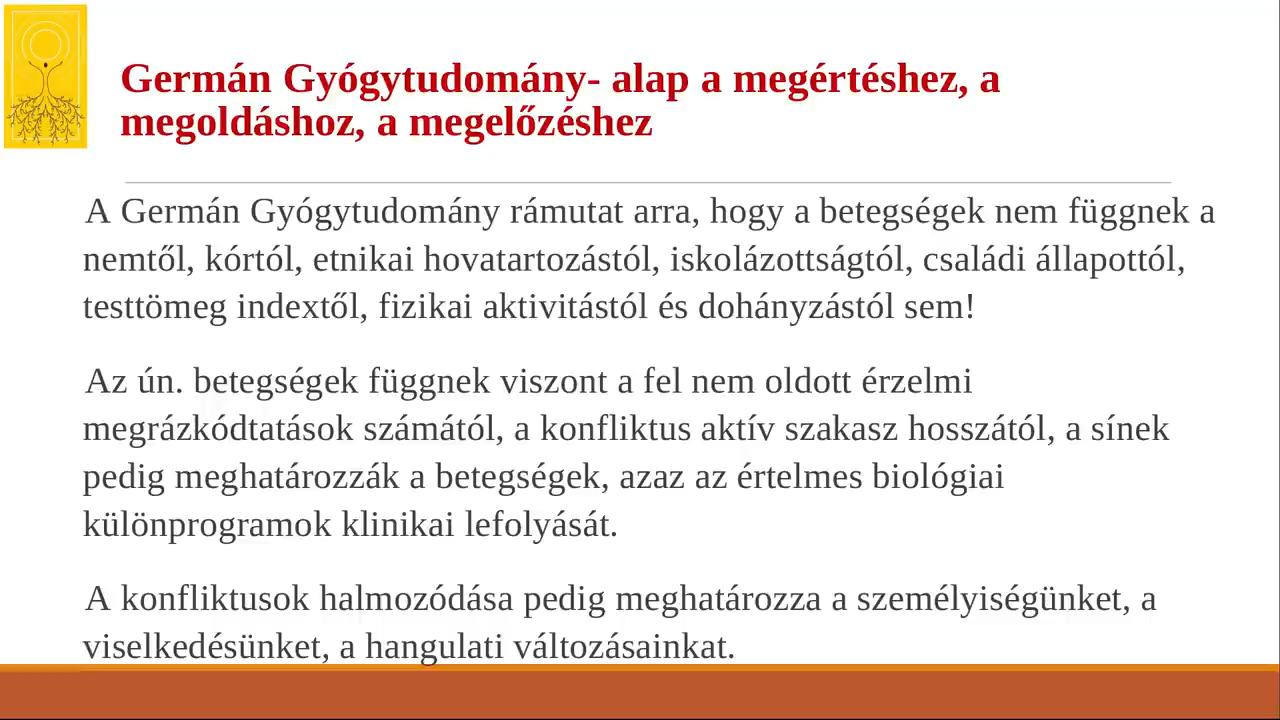 Germán Gyógytudomány- alap a megértéshez, a
megoldáshoz, a megelőzéshez
A Germán Gyógytudomány rámutat arra, hogy a betegségek nem függnek a
nemtől, kórtól, etnikai hovatartozástól, iskolázottságtól, családi állapottól,
testtömeg indextől, fizikai aktivitástól és dohányzástól sem!
Az ún. betegségek függnek viszont a fel nem oldott érzelmi
megrázkódtatások számától, a konfliktus aktív szakasz hosszától, a sínek
pedig meghatározzák a betegségek, azaz az értelmes biológiai
különprogramok klinikai lefolyását.
A konfliktusok halmozódása pedig meghatározza a személyiségünket, a
viselkedésünket, a hangulati változásainkat.